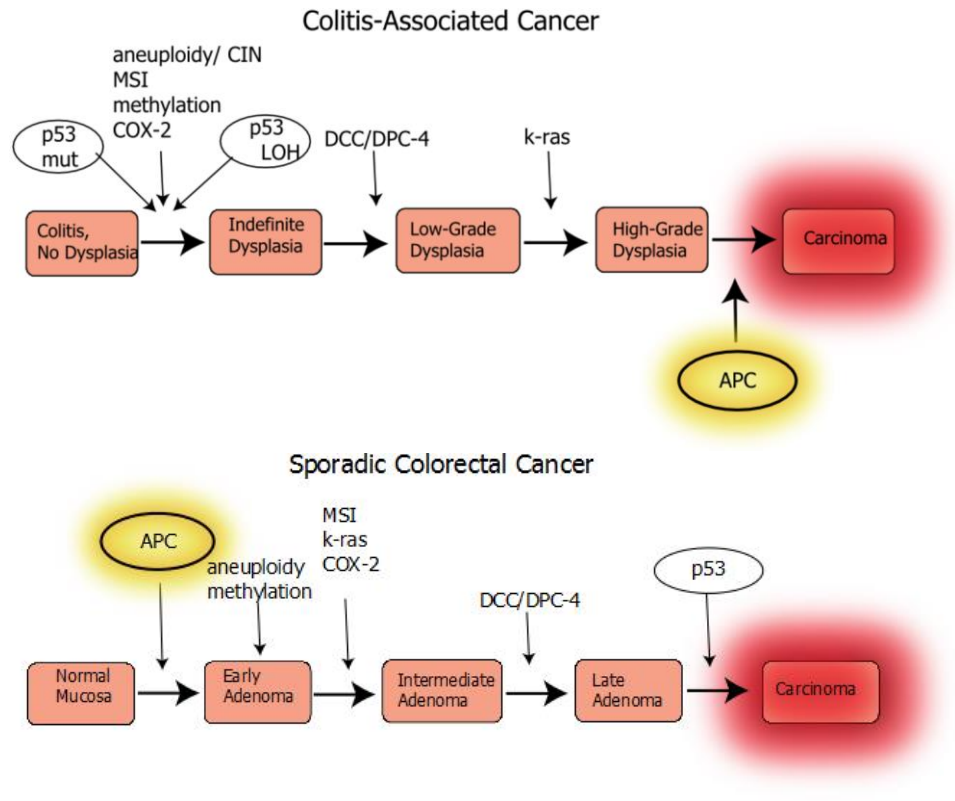 Colitis-Associated Cancer
aneuploidy/ CIN
MSI
methylation
COX-2
p53
mut
p53
LOH
DCC/DPC-4
k-ras
Colitis,
No Dysplasia
Indefinite
Dysplasia
Low-Grade
Dysplasia
High-Grade
Dysplasia
Carcinoma
APC
Sporadic Colorectal Cancer
APC
aneuploidy
methylation
MSI
k-ras
COX-2
DCC/DPC-4
p53
Normal
Mucosa
Early
Adenoma
Intermediate
Adenoma
Late
Adenoma
Carcinoma